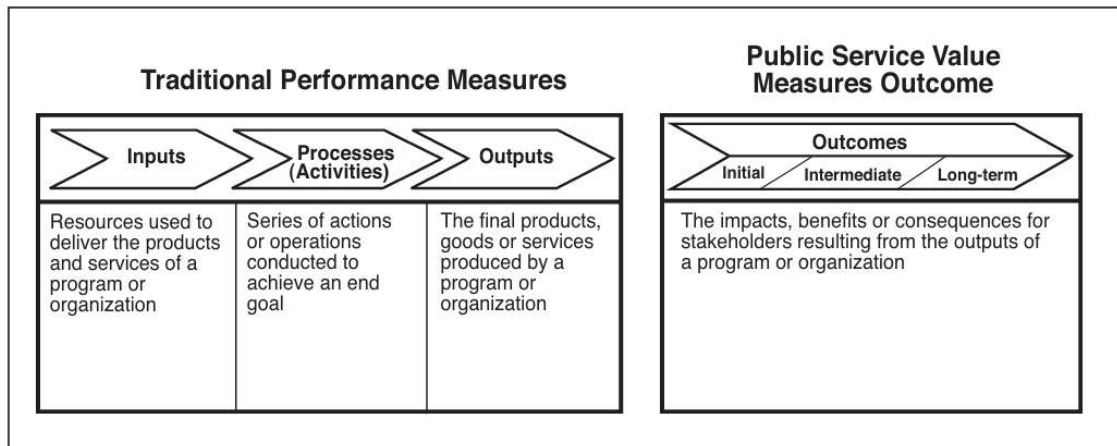 Traditional Performance Measures
Inputs
Processes
(Activities)
Outputs
Resources used to
deliver the products
and services of a
program or
organization
Series of actions
or operations
conducted to
achieve an end
goal
The final products,
goods or services
produced by a
program or
organization
Public Service Value
Measures Outcome
Outcomes
Initial
Intermediate
Long-term
The impacts, benefits or consequences for
stakeholders resulting from the outputs of
a program or organization